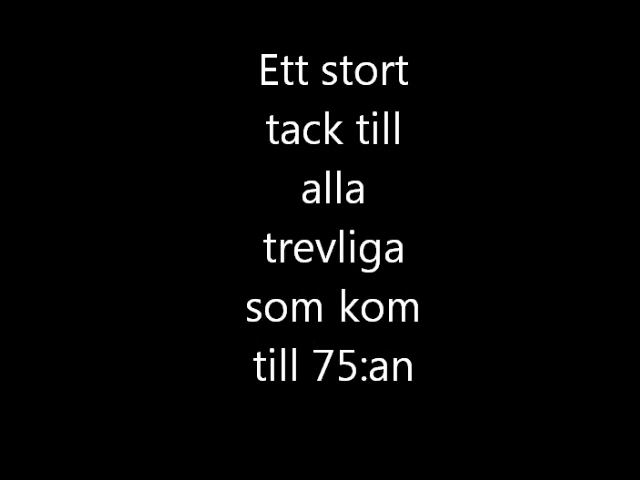 Ett stort
tack till
alla
trevliga
som kom
till 75:an